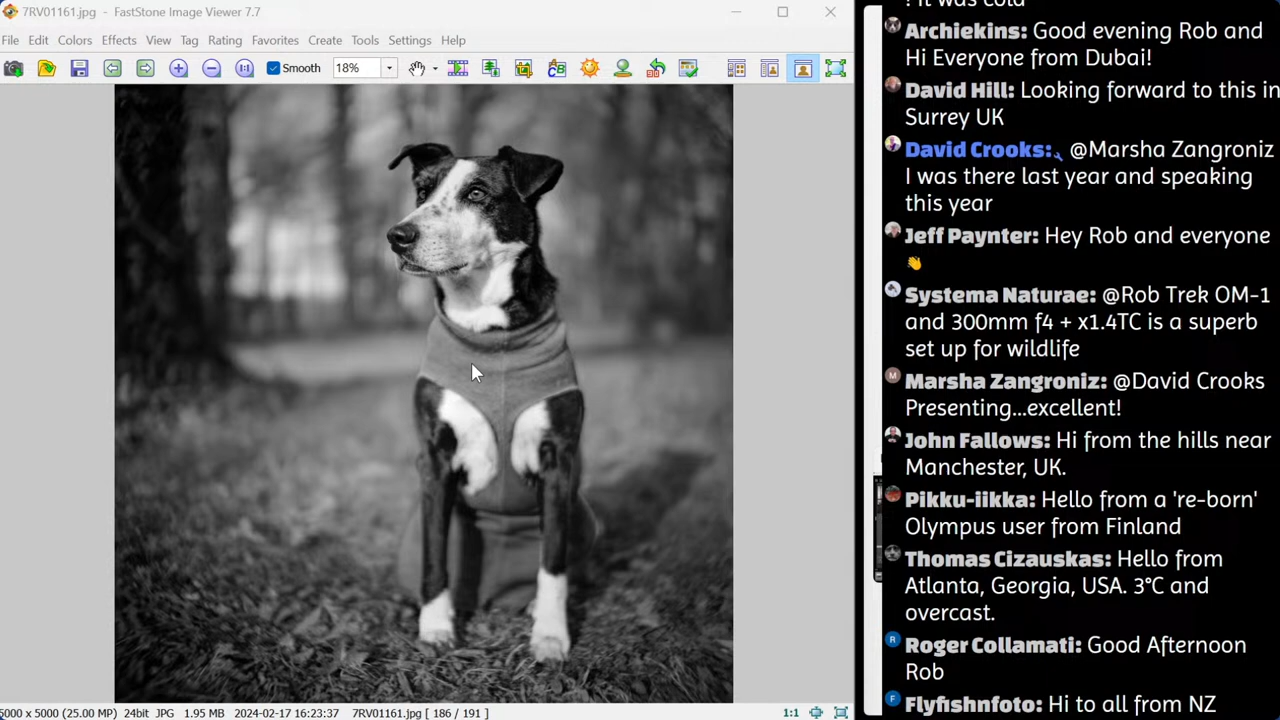 7RV01161.jpg - FastStone Image Viewer 7.7
File Edit Colors Effects View Tag Rating Favorites Create Tools Settings Help
Smooth 18%
5000 x 5000 (25.00 MP) 24bit JPG 1.95 MB 2024-02-17 16:23:37 7RV01161.jpg [ 186 / 191 ] 1:1
! It was cold
Archiekins: Good evening Rob and
Hi Everyone from Dubai!
David Hill: Looking forward to this in
Surrey UK
David Crooks: @Marsha Zangroniz
I was there last year and speaking
this year
Jeff Paynter: Hey Rob and everyone
👋
Systema Naturae: @Rob Trek OM-1
and 300mm f4 + x1.4TC is a superb
set up for wildlife
M Marsha Zangroniz: @David Crooks
Presenting...excellent!
John Fallows: Hi from the hills near
Manchester, UK.
Pikku-iikka: Hello from a 're-born'
Olympus user from Finland
Thomas Cizauskas: Hello from
Atlanta, Georgia, USA. 3°C and
overcast.
R Roger Collamati: Good Afternoon
Rob
F Flyfishnfoto: Hi to all from NZ